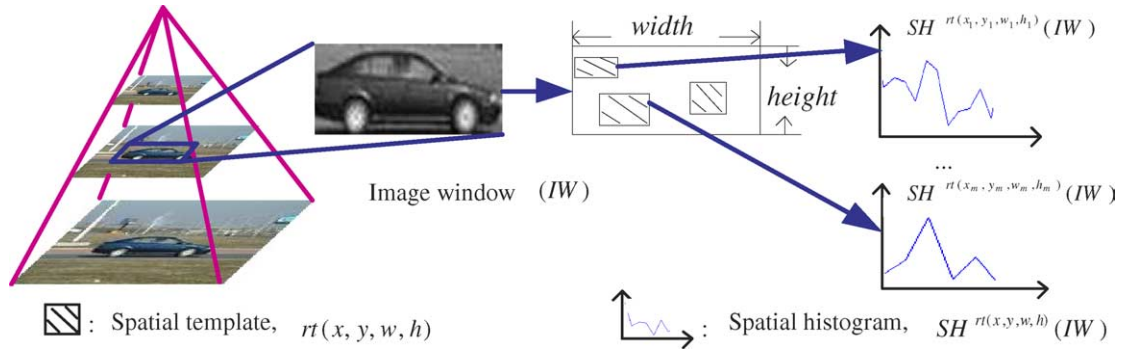 width
height
SH rt(x₁, y₁, w₁, h₁) (IW)
...
SH rt(xₘ, yₘ, wₘ, hₘ) (IW)
Image window (IW)
: Spatial template, rt(x, y, w, h)
: Spatial histogram, SH rt(x, y, w, h) (IW)